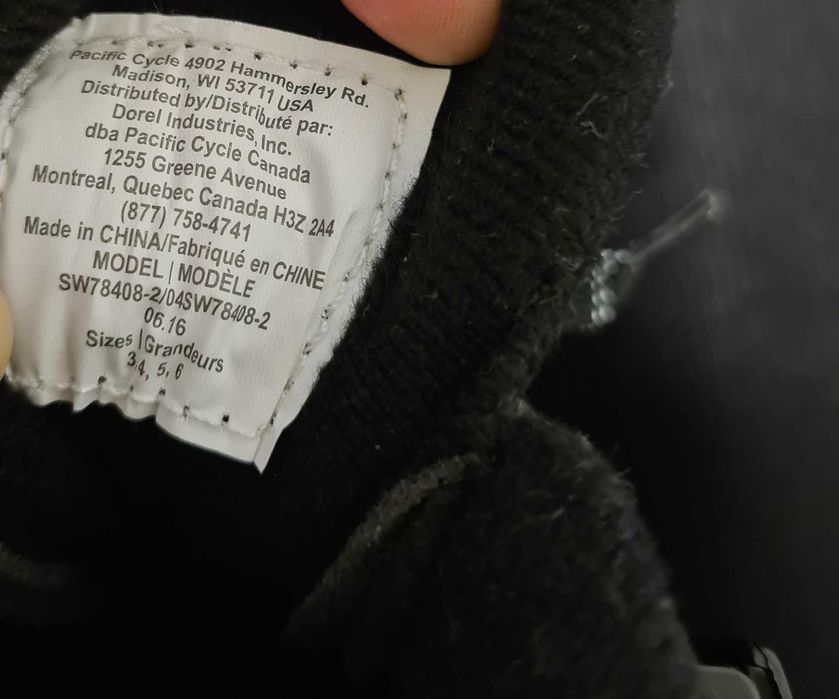 Pacific Cycle 4902 Hammersley Rd.
Madison, WI 53711 USA
Distributed by/Distribué par:
Dorel Industries, Inc.
dba Pacific Cycle Canada
1255 Greene Avenue
Montreal, Quebec Canada H3Z 2A4
(877) 758-4741
Made in CHINA/Fabriqué en CHINE
MODEL | MODÈLE
SW78408-2/04SW78408-2
06.16
Sizes | Grandeurs
3,4, 5, 6